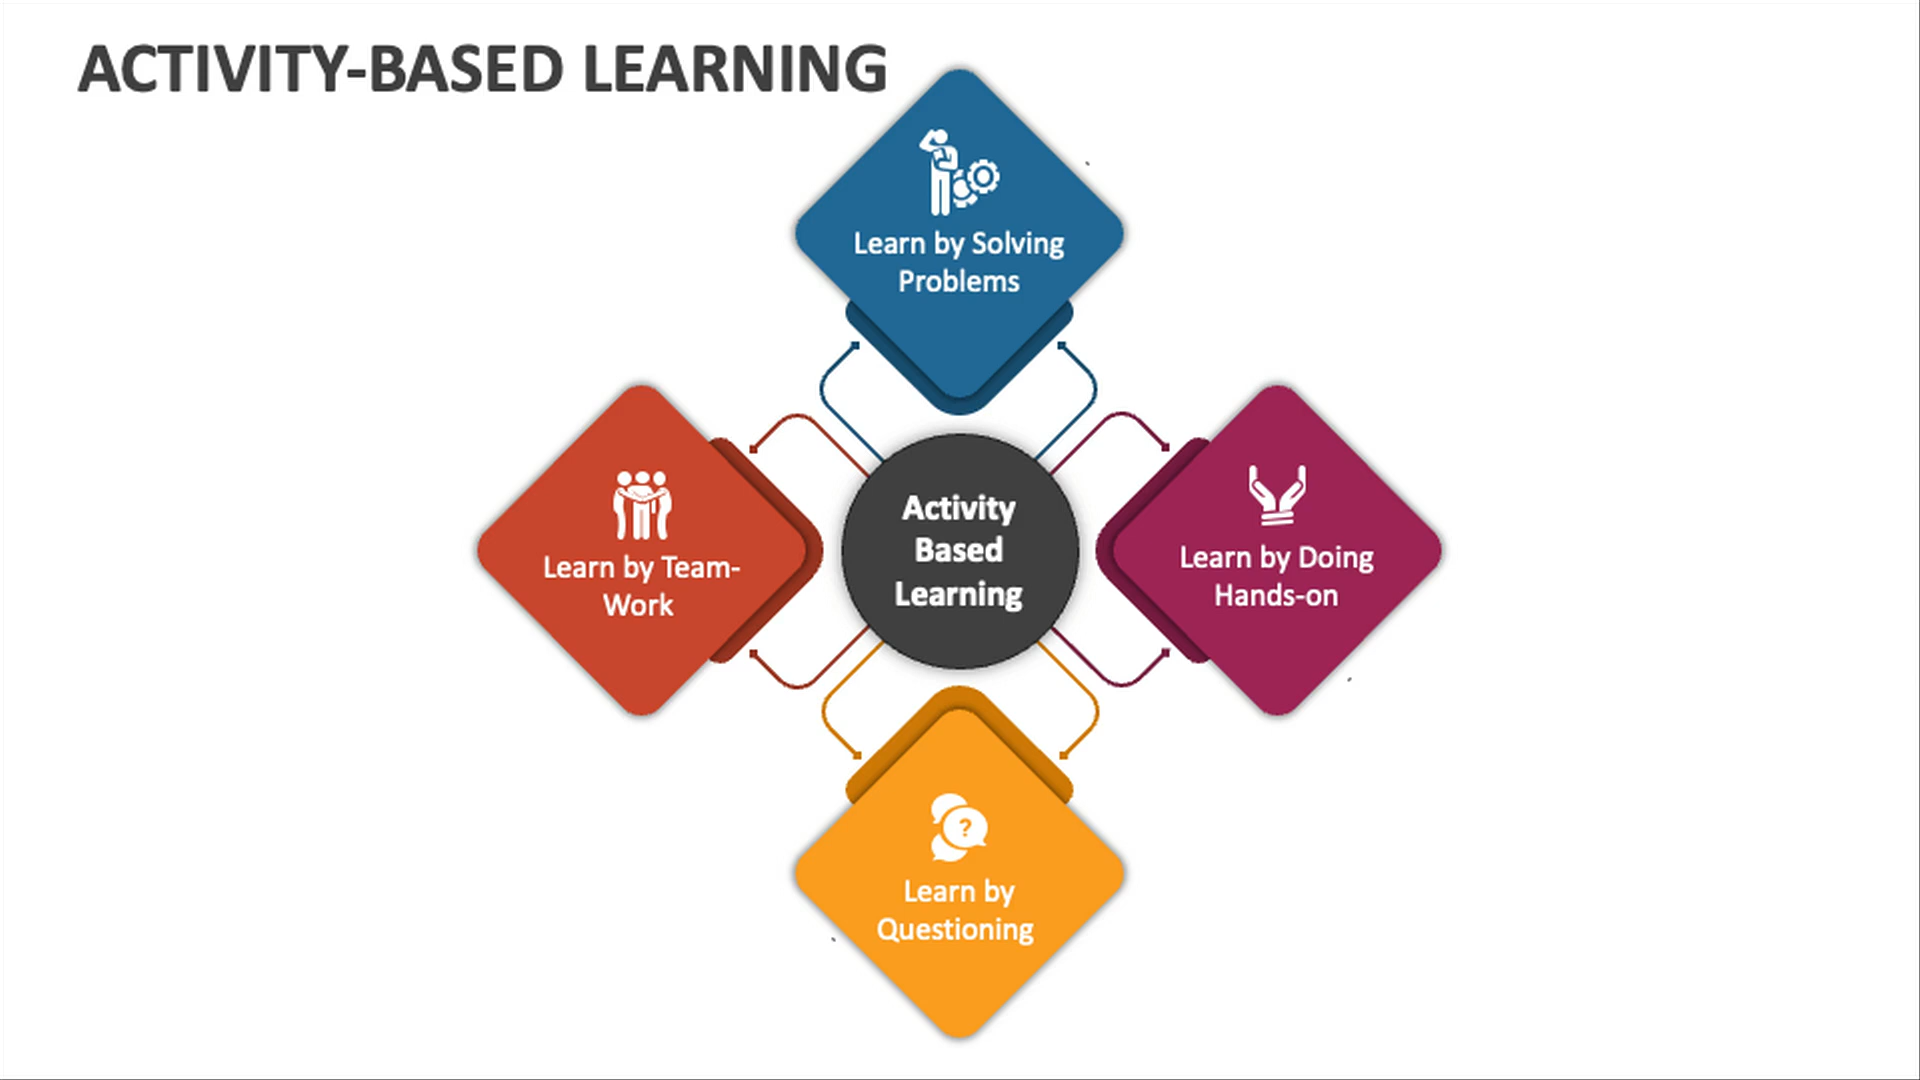 ACTIVITY-BASED LEARNING
Learn by Solving
Problems
Learn by Team-
Work
Activity
Based
Learning
Learn by Doing
Hands-on
?
Learn by
Questioning